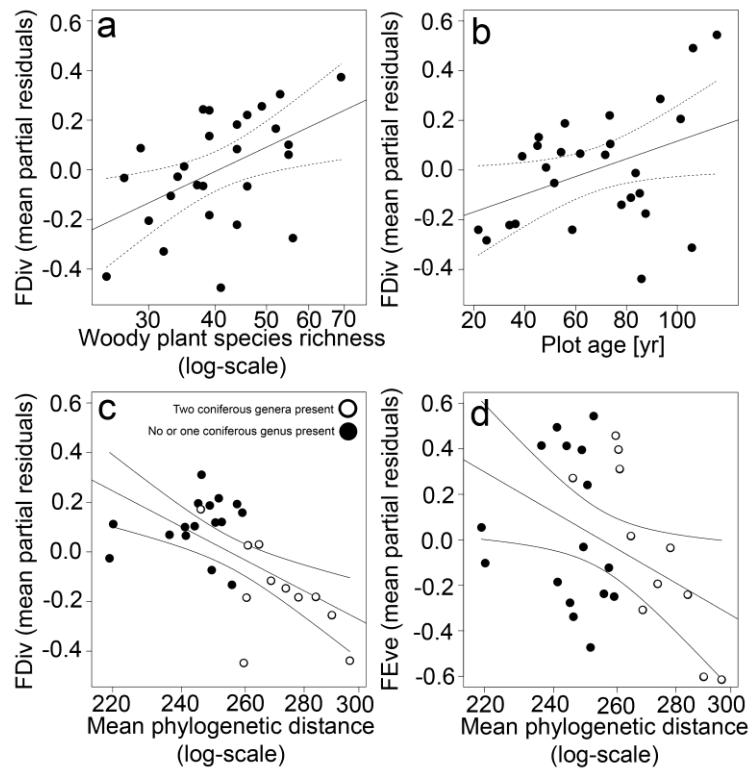 a
FDiv (mean partial residuals)
0.6
0.4
0.2
0.0
-0.2
-0.4
30 40 50 60 70
Woody plant species richness
(log-scale)
b
FDiv (mean partial residuals)
0.6
0.4
0.2
0.0
-0.2
-0.4
20 40 60 80 100
Plot age [yr]
c
Two coniferous genera present
No or one coniferous genus present
FDiv (mean partial residuals)
0.6
0.4
0.2
0.0
-0.2
-0.4
220 240 260 280 300
Mean phylogenetic distance
(log-scale)
d
FEve (mean partial residuals)
0.6
0.4
0.2
0.0
-0.2
-0.4
-0.6
220 240 260 280 300
Mean phylogenetic distance
(log-scale)